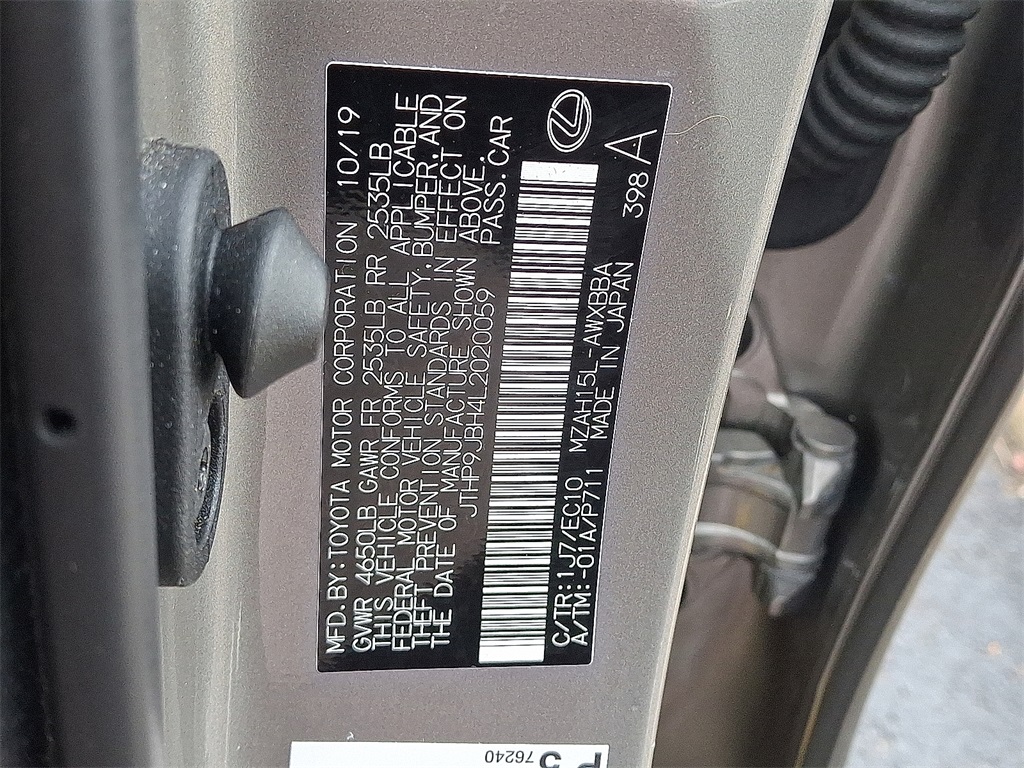 MFD.BY:TOYOTA MOTOR CORPORATION 10/19
GVWR 4650LB GAWR FR 2535LB RR 2535LB
THIS VEHICLE CONFORMS TO ALL APPLICABLE
FEDERAL MOTOR VEHICLE SAFETY,BUMPER,AND
THEFT PREVENTION STANDARDS IN EFFECT ON
THE DATE OF MANUFACTURE SHOWN ABOVE.
JTHP9JBH4L2020059 PASS.CAR
C/TR:1J7/EC10 MZAH15L-AWXBBA
A/TM:-01A/P711 MADE IN JAPAN 398 A
76240
P5